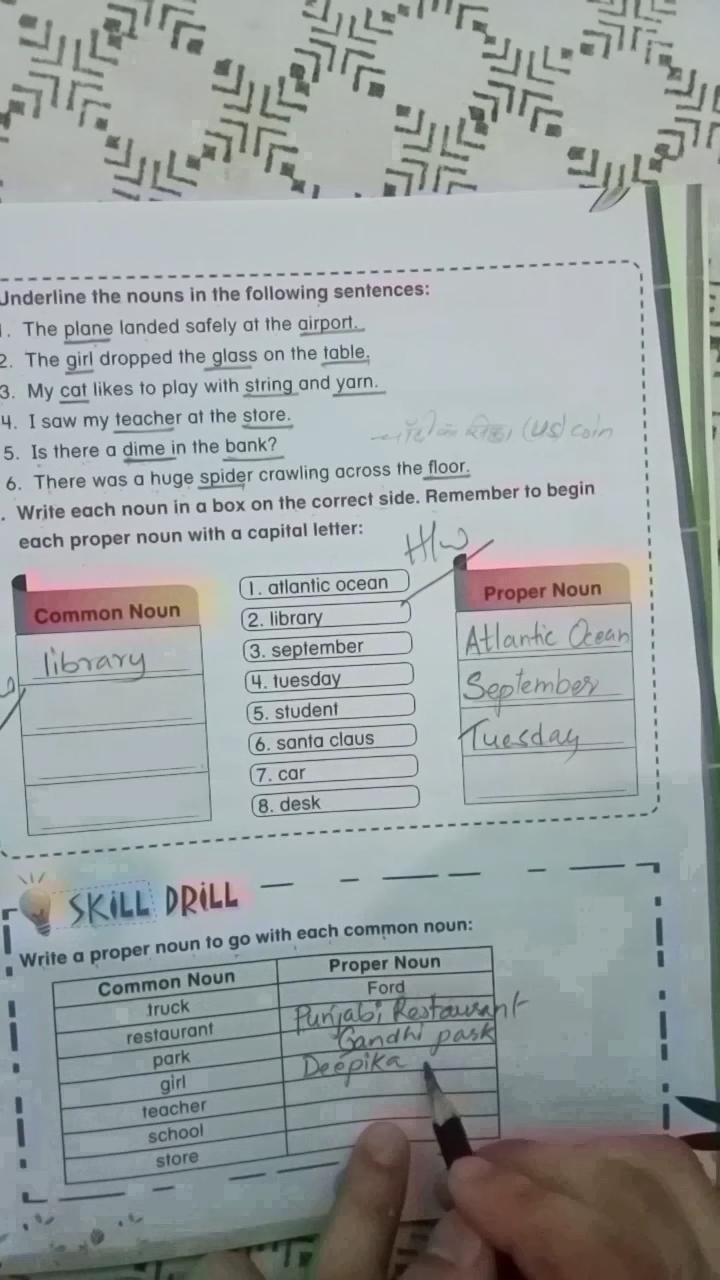 Underline the nouns in the following sentences:
1. The plane landed safely at the airport.
2. The girl dropped the glass on the table.
3. My cat likes to play with string and yarn.
4. I saw my teacher at the store.
(US) coin
5. Is there a dime in the bank?
6. There was a huge spider crawling across the floor.
. Write each noun in a box on the correct side. Remember to begin
each proper noun with a capital letter:
H/W
Common Noun
library
1. atlantic ocean
2. library
3. september
4. tuesday
5. student
6. santa claus
7. car
8. desk
Proper Noun
Atlantic Ocean
September
Tuesday
SKiLL DRiLL
Write a proper noun to go with each common noun:
Common Noun Proper Noun
truck Ford
restaurant Punjabi Restaurant
park Gandhi park
girl Deepika
teacher
school
store